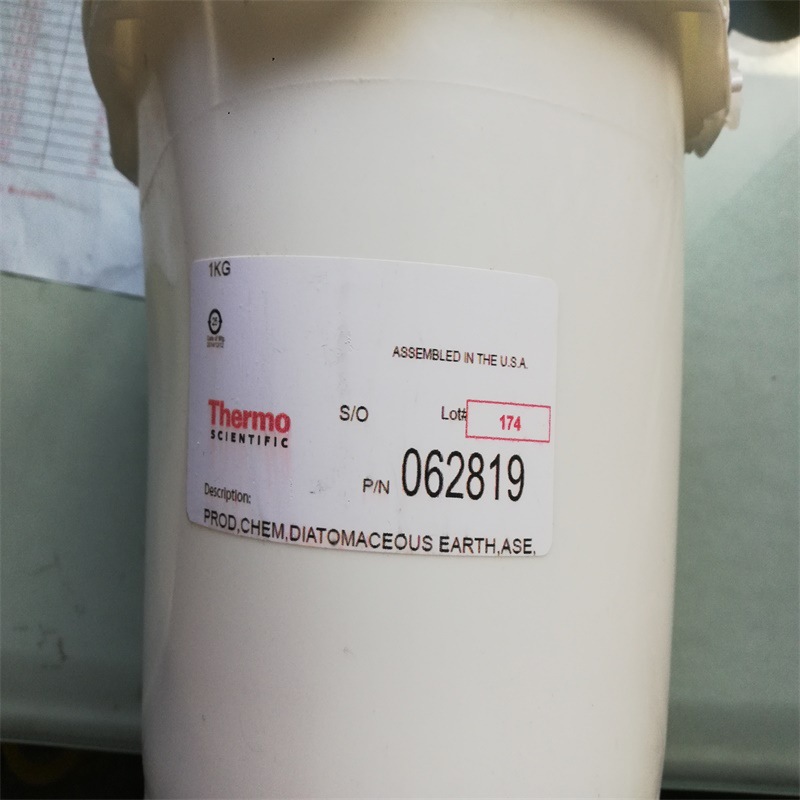 1KG
ASSEMBLED IN THE U.S.A.
Thermo
SCIENTIFIC
S/O
Lot# 174
P/N 062819
Description:
PROD,CHEM,DIATOMACEOUS EARTH,ASE,